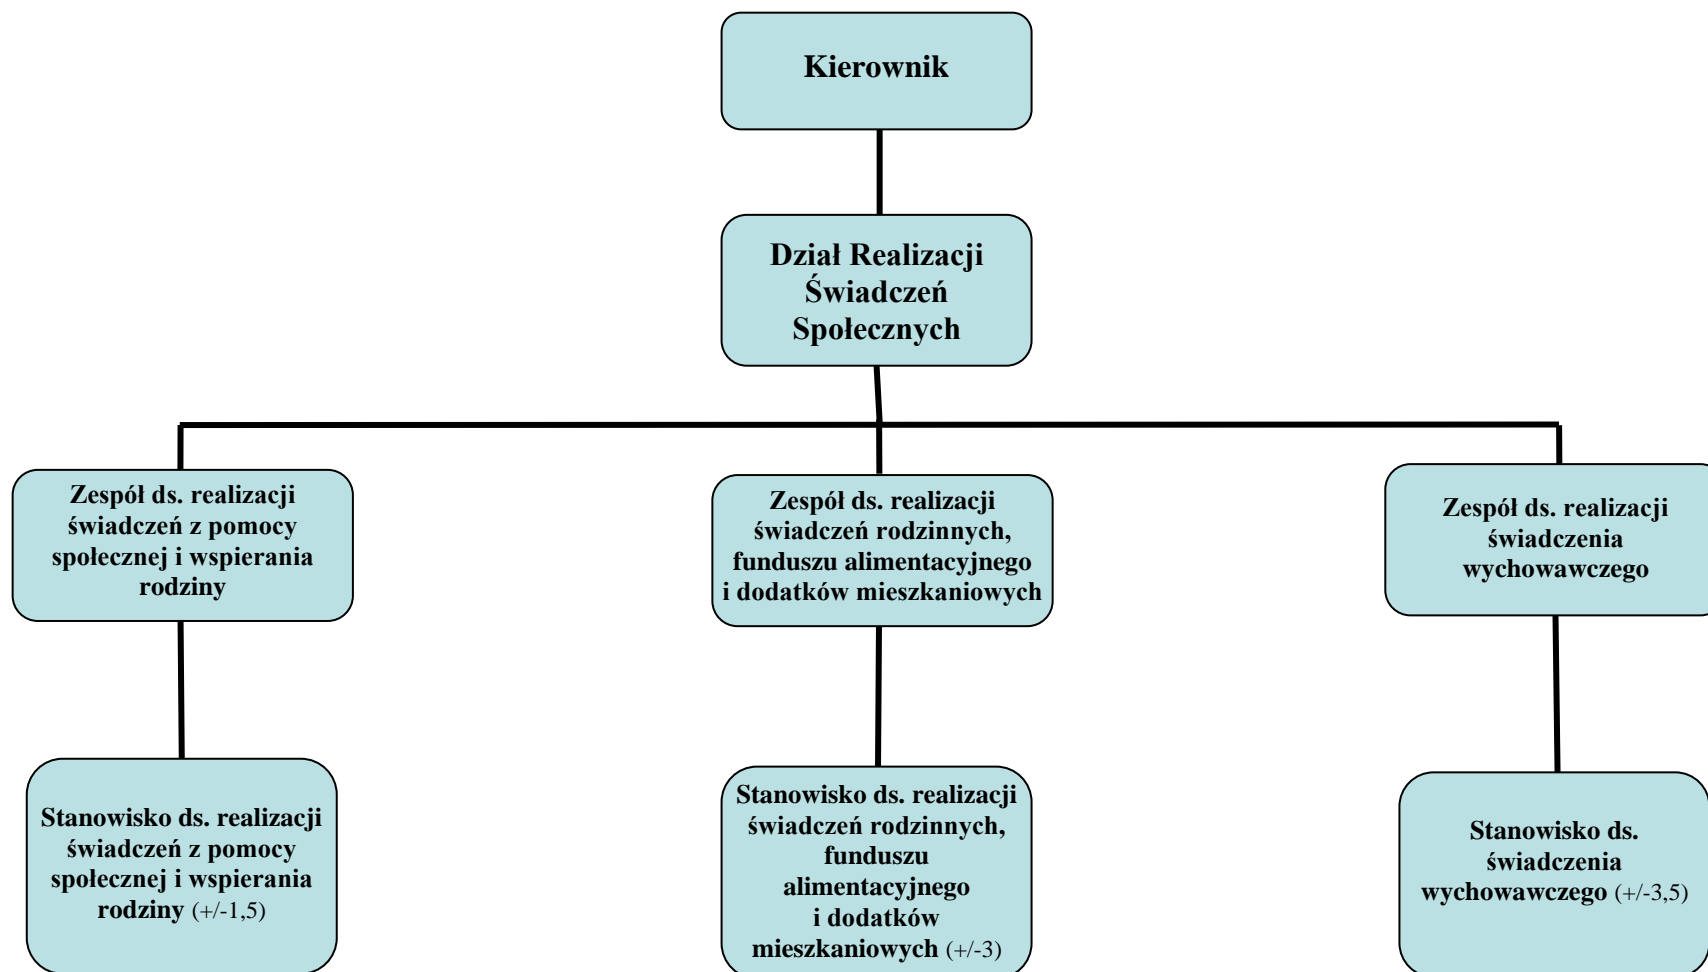 Kierownik
Dział Realizacji
Świadczeń
Społecznych
Zespół ds. realizacji
świadczeń z pomocy
społecznej i wspierania
rodziny
Zespół ds. realizacji
świadczeń rodzinnych,
funduszu alimentacyjnego
i dodatków mieszkaniowych
Zespół ds. realizacji
świadczenia
wychowawczego
Stanowisko ds. realizacji
świadczeń z pomocy
społecznej i wspierania
rodziny (+/-1,5)
Stanowisko ds. realizacji
świadczeń rodzinnych,
funduszu
alimentacyjnego
i dodatków
mieszkaniowych (+/-3)
Stanowisko ds.
świadczenia
wychowawczego (+/-3,5)